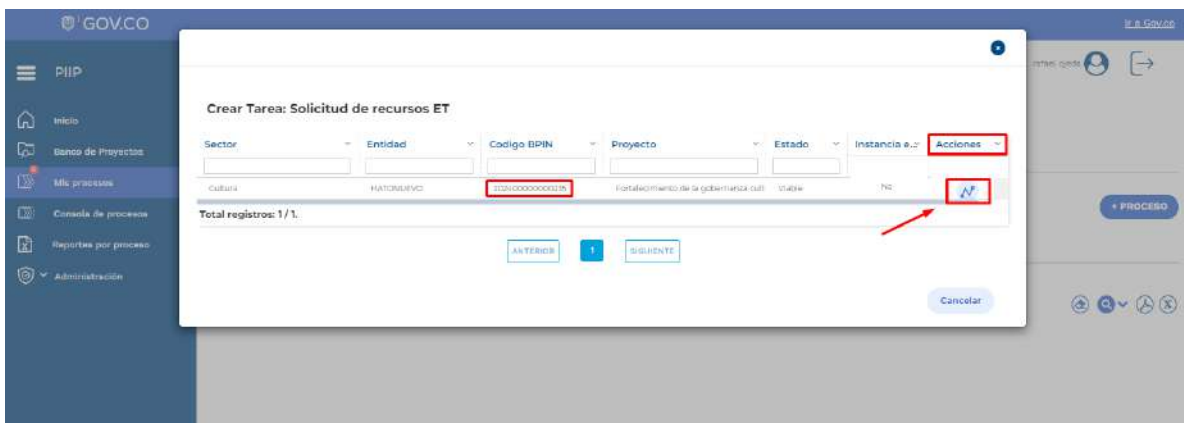 GOV.CO
Ir a Gov.co
PIIP
Inicio
Banco de Proyectos
Mis procesos
Consola de procesos
Reportes por proceso
Administración
Crear Tarea: Solicitud de recursos ET
Sector Entidad Codigo BPIN Proyecto Estado Instancia e... Acciones
Cultura HATONUEVO Fortalecimiento de la gobernanza cult Viable No
Total registros: 1 / 1.
ANTERIOR 1 SIGUIENTE
Cancelar
+ PROCESO